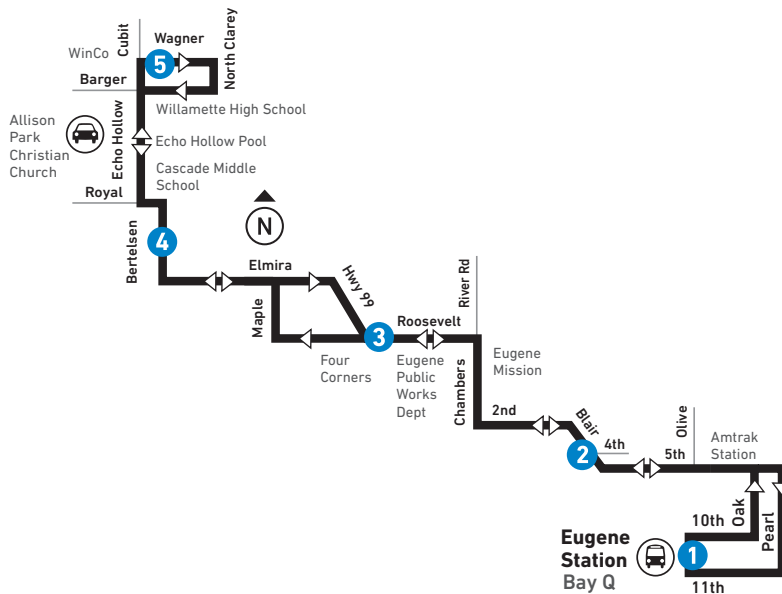 Cubit
Wagner
North Clarey
WinCo
5
Barger
Willamette High School
Allison
Park
Christian
Church
Echo Hollow
Echo Hollow Pool
Cascade Middle
School
Royal
N
Bertelsen
4
Elmira
Hwy 99
Maple
3
Roosevelt
River Rd
Four
Corners
Eugene
Public
Works
Dept
Chambers
Eugene
Mission
2nd
Blair
2
4th
5th
Olive
Amtrak
Station
Oak
Pearl
10th
Eugene
Station
Bay Q
1
11th